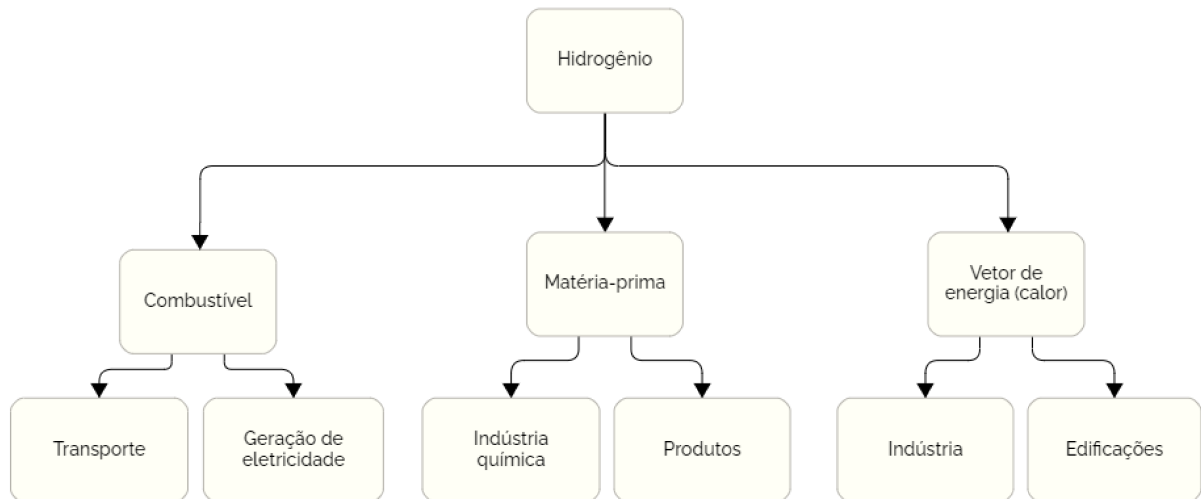 Hidrogênio
Combustível
Matéria-prima
Vetor de
energia (calor)
Transporte
Geração de
eletricidade
Indústria
química
Produtos
Indústria
Edificações